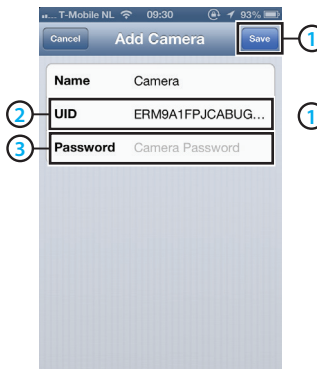 T-Mobile NL 09:30 93%
Cancel Add Camera Save 1
Name Camera
2 UID ERM9A1FPJCABUG... 1
3 Password Camera Password